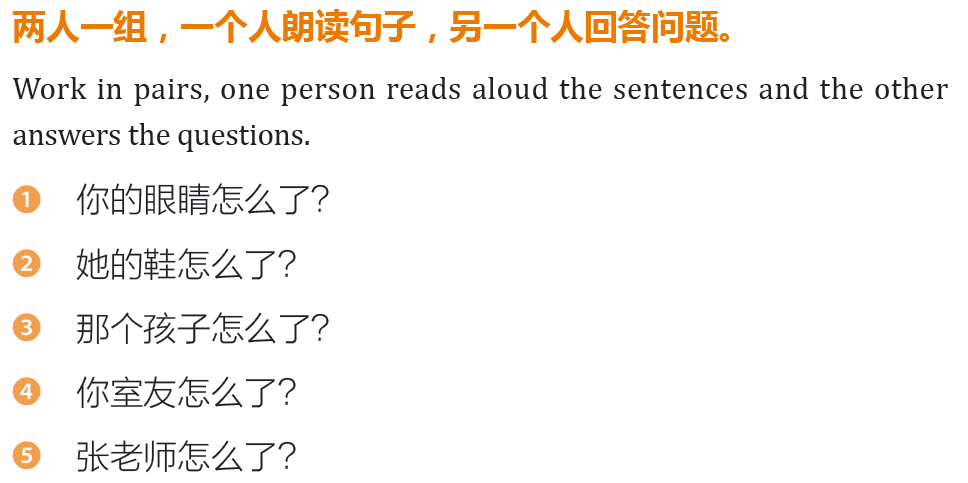 两人一组，一个人朗读句子，另一个人回答问题。
Work in pairs, one person reads aloud the sentences and the other
answers the questions.
1 你的眼睛怎么了？
2 她的鞋怎么了？
3 那个孩子怎么了？
4 你室友怎么了？
5 张老师怎么了？